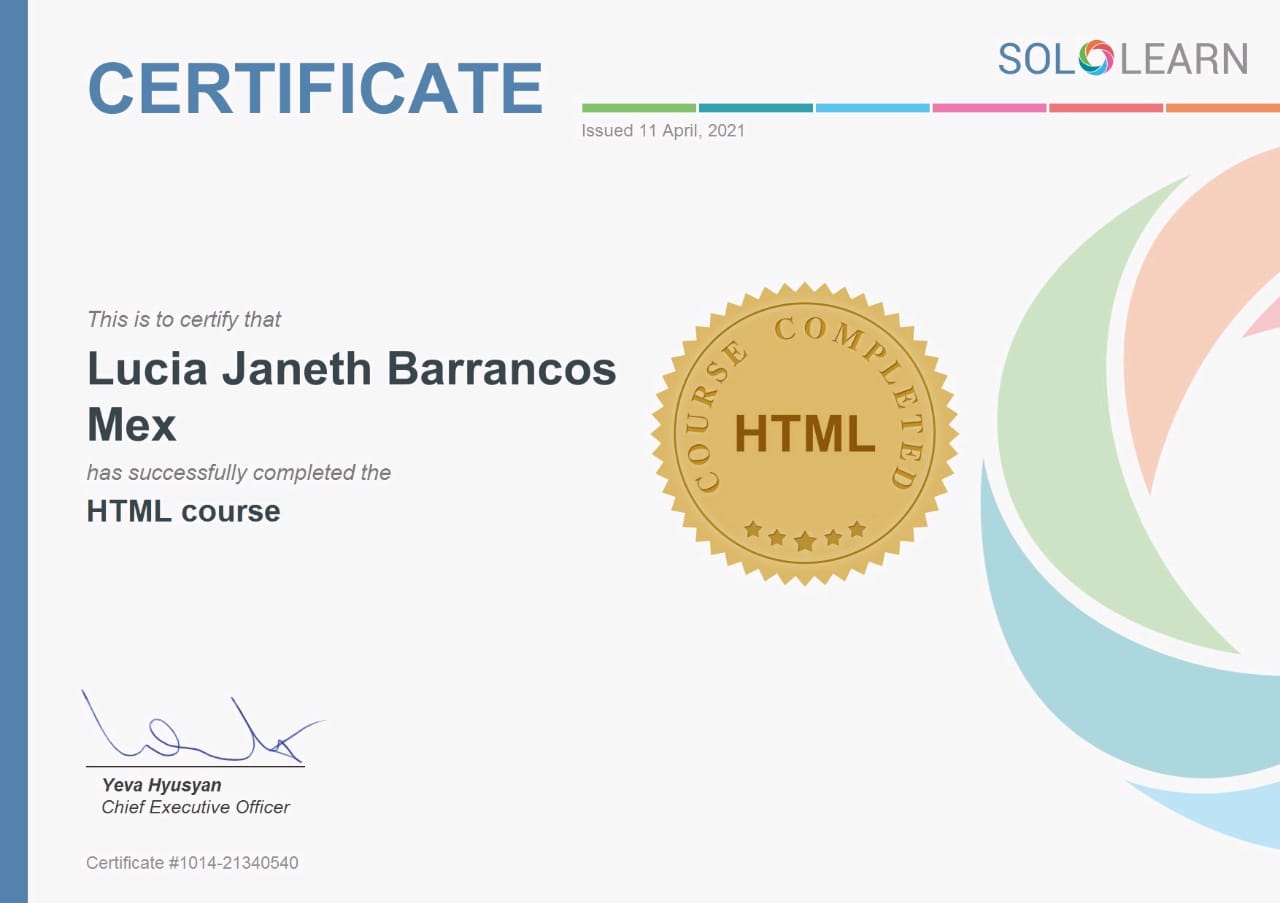 CERTIFICATE
SOLOLEARN
Issued 11 April, 2021
This is to certify that
Lucia Janeth Barrancos
Mex
has successfully completed the
HTML course
COURSE COMPLETED
HTML
Yeva Hyusyan
Chief Executive Officer
Certificate #1014-21340540